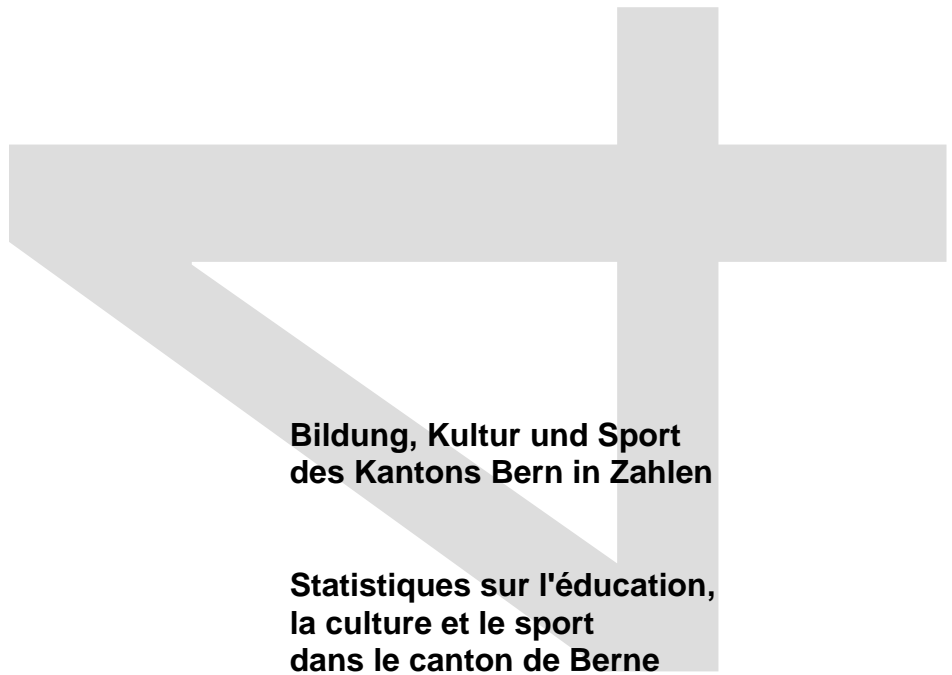 Bildung, Kultur und Sport
des Kantons Bern in Zahlen
Statistiques sur l'éducation,
la culture et le sport
dans le canton de Berne